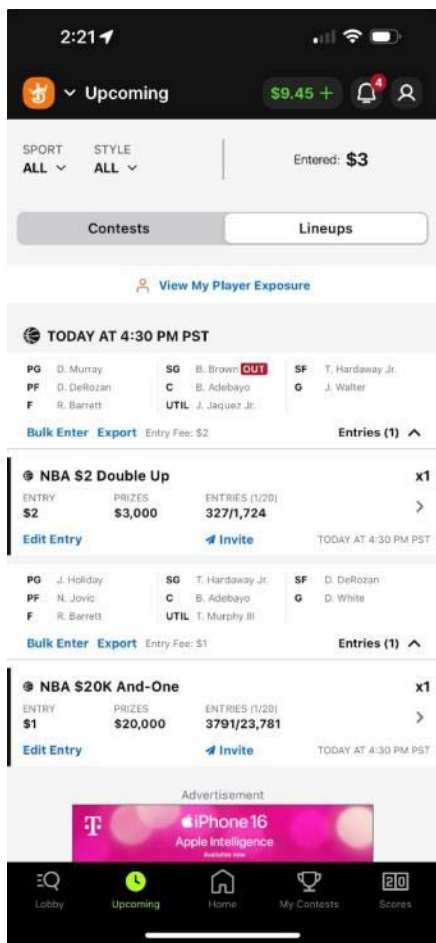 2:21
Upcoming $9.45 + 4
SPORT STYLE
ALL ALL Entered: $3
Contests Lineups
View My Player Exposure
TODAY AT 4:30 PM PST
PG D. Murray SG B. Brown OUT SF T. Hardaway Jr.
PF D. DeRozan C B. Adebayo G J. Walter
F R. Barrett UTIL J. Jaquez Jr.
Bulk Enter Export Entry Fee: $2 Entries (1)
NBA $2 Double Up x1
ENTRY PRIZES ENTRIES (1/20)
$2 $3,000 327/1,724
Edit Entry Invite TODAY AT 4:30 PM PST
PG J. Holiday SG T. Hardaway Jr. SF D. DeRozan
PF N. Jovic C B. Adebayo G D. White
F R. Barrett UTIL T. Murphy III
Bulk Enter Export Entry Fee: $1 Entries (1)
NBA $20K And-One x1
ENTRY PRIZES ENTRIES (1/20)
$1 $20,000 3791/23,781
Edit Entry Invite TODAY AT 4:30 PM PST
Advertisement
T iPhone 16
Apple Intelligence
Available now
20
Lobby Upcoming Home My Contests Scores